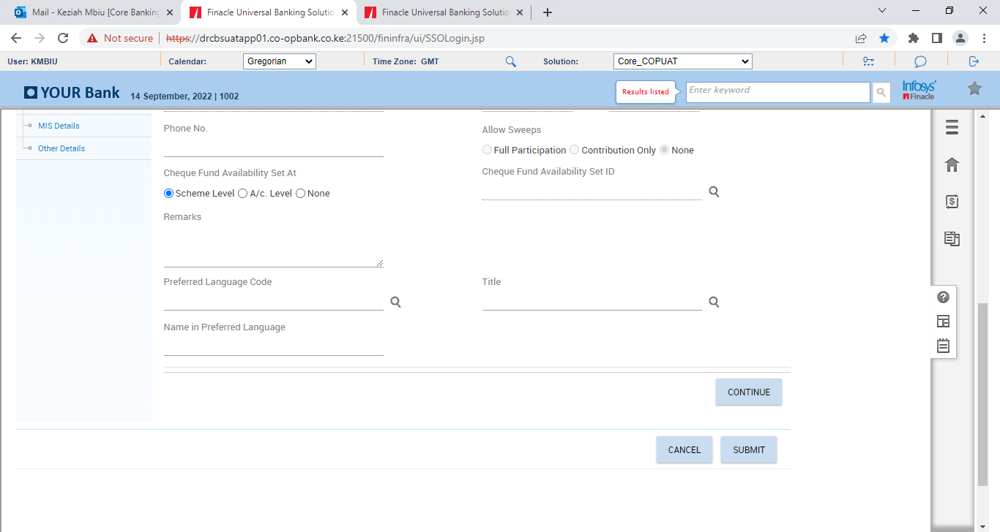 Mail - Keziah Mbiu [Core Banking
Finacle Universal Banking Solutio
Finacle Universal Banking Solutio
Not secure
https://drcbsuatapp01.co-opbank.co.ke:21500/fininfra/ui/SSOLogin.jsp
User: KMBIU
Calendar:
Gregorian
Time Zone: GMT
Solution:
Core_COPUAT
YOUR Bank
14 September, 2022 | 1002
Results listed
Enter keyword
Infosys
Finacle
MIS Details
Other Details
Phone No.
Allow Sweeps
Full Participation Contribution Only None
Cheque Fund Availability Set At
Cheque Fund Availability Set ID
Scheme Level A/c. Level None
Remarks
Preferred Language Code
Title
Name in Preferred Language
CONTINUE
CANCEL
SUBMIT